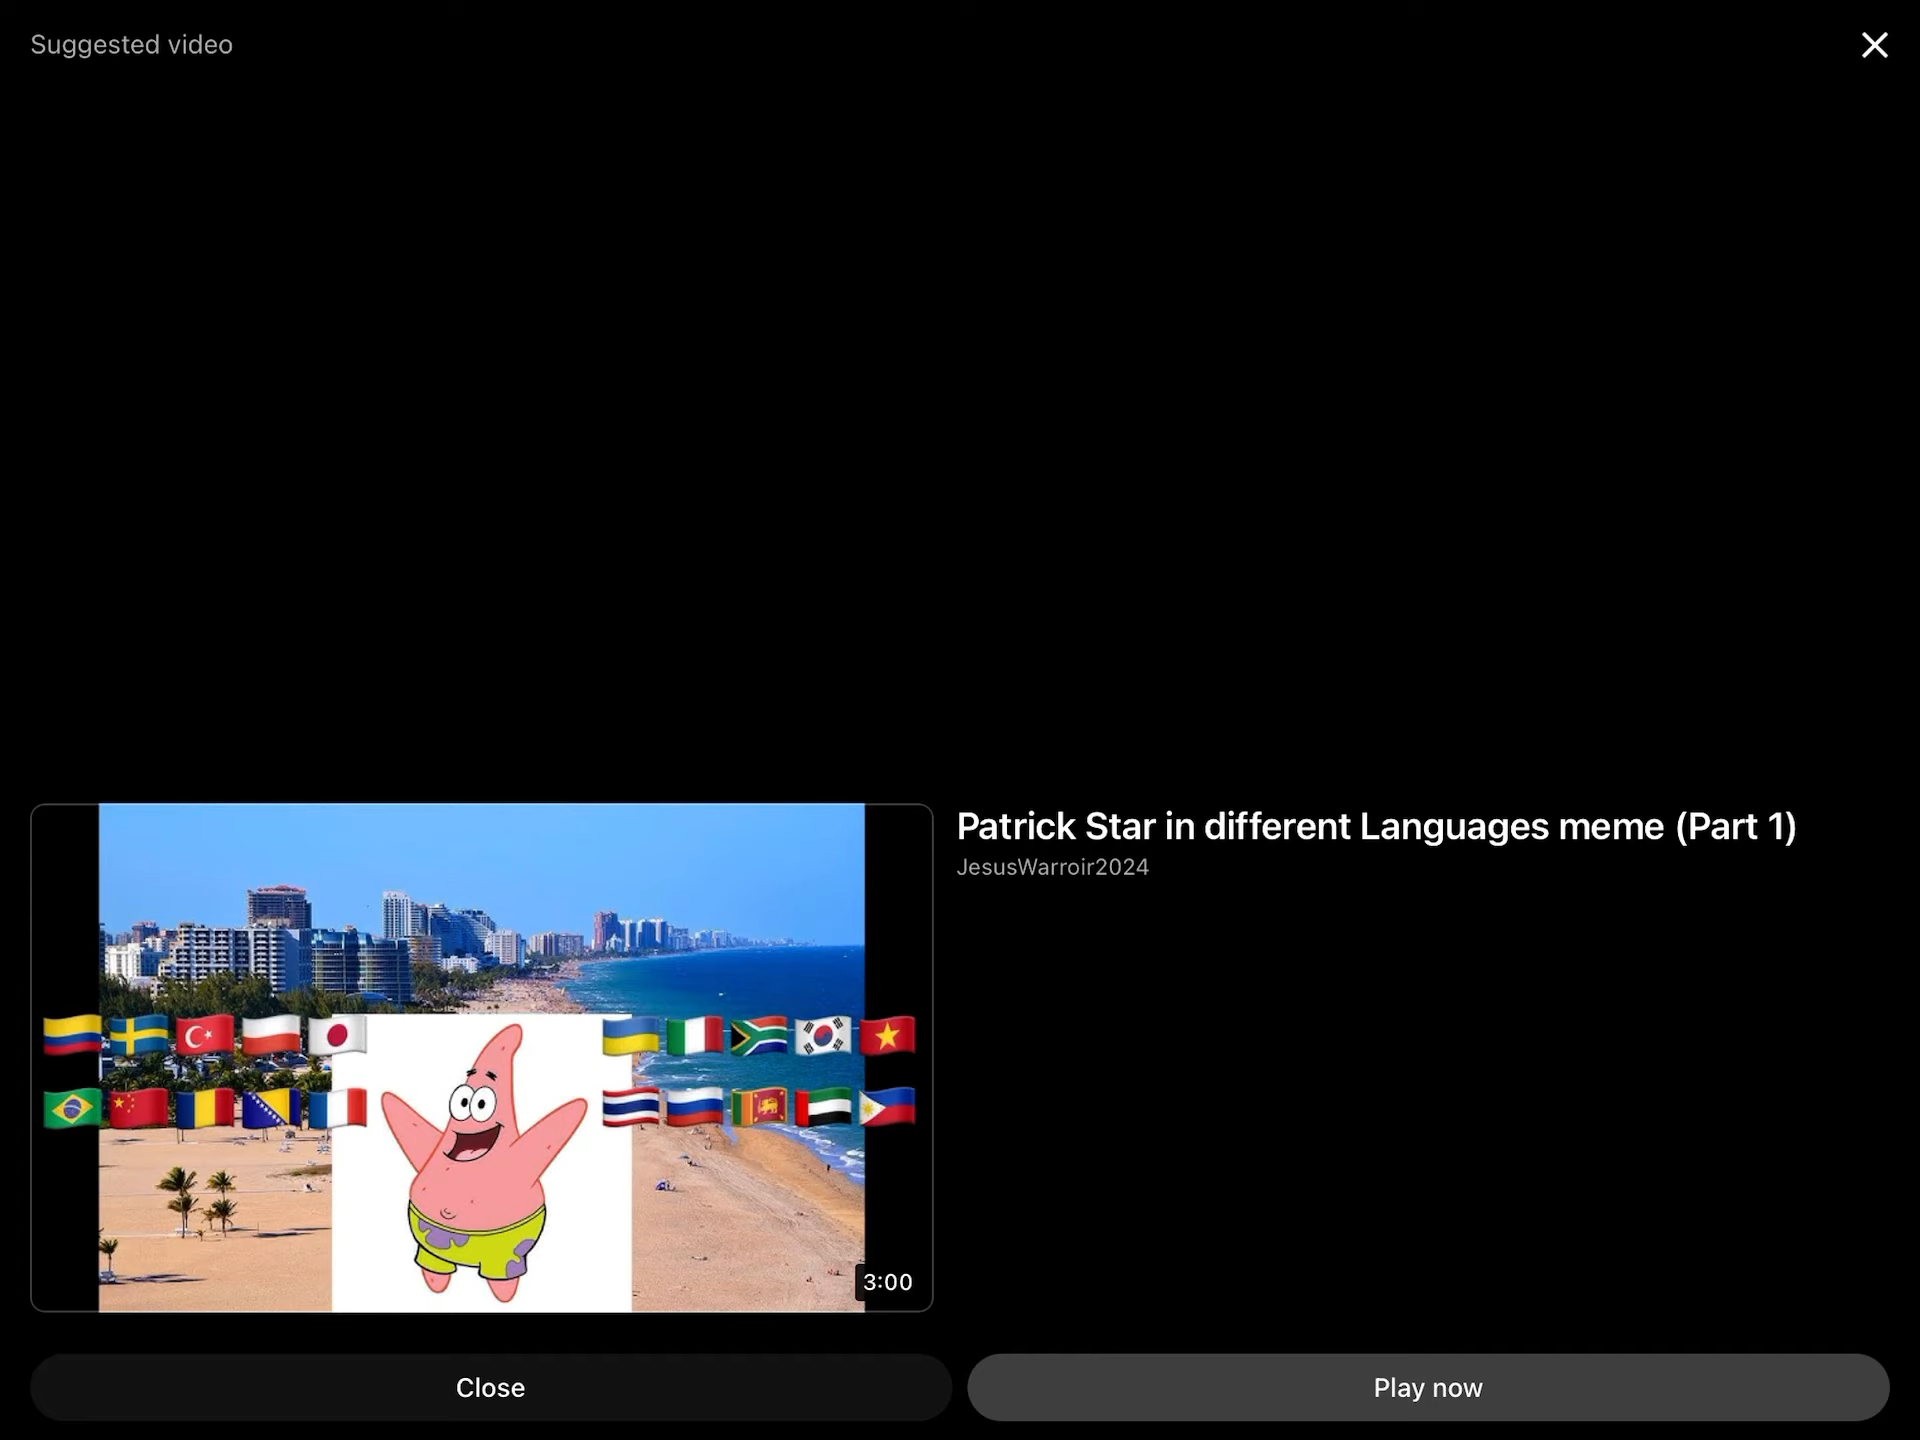 Suggested video
Patrick Star in different Languages meme (Part 1)
JesusWarroir2024
3:00
Close
Play now